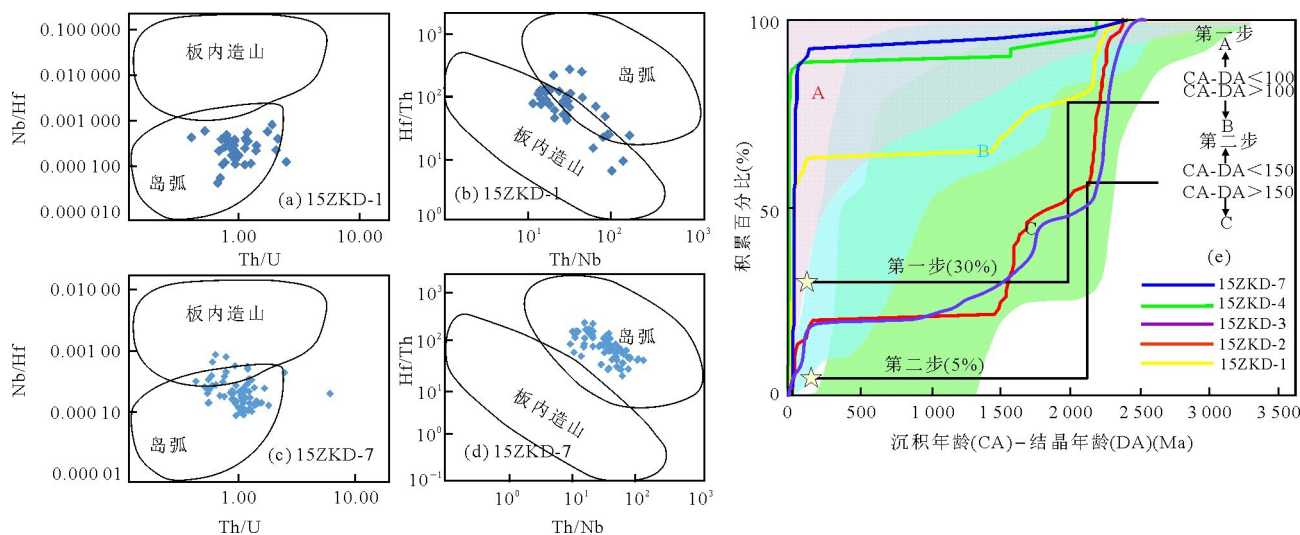 0.100 000
0.010 000
0.001 000
0.000 100
0.000 010
Nb/Hf
板内造山
岛弧
(a) 15ZKD-1
1.00
10.00
Th/U
10³
10²
10¹
10⁰
Hf/Th
岛弧
板内造山
(b) 15ZKD-1
10¹
10²
10³
Th/Nb
0.010 00
0.001 00
0.000 10
0.000 01
Nb/Hf
板内造山
岛弧
(c) 15ZKD-7
1.00
10.00
Th/U
10³
10²
10¹
10⁰
10⁻¹
Hf/Th
岛弧
板内造山
(d) 15ZKD-7
10⁰
10¹
10²
10³
Th/Nb
100
50
0
积累百分比(%)
A
B
C
第一步(30%)
第二步(5%)
第一步
A
CA-DA<100
CA-DA>100
B
第二步
CA-DA<150
CA-DA>150
C
(e)
15ZKD-7
15ZKD-4
15ZKD-3
15ZKD-2
15ZKD-1
0
500
1 000
1 500
2 000
2 500
3 000
3 500
沉积年龄(CA)-结晶年龄(DA)(Ma)